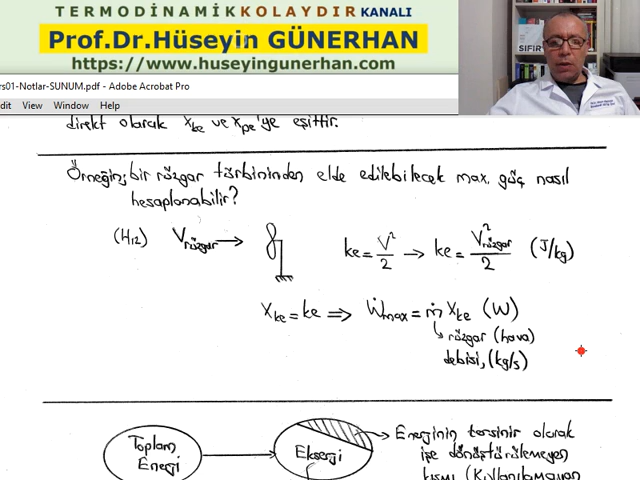 TERMODİNAMİKKOLAYDIR KANALI
Prof.Dr.Hüseyin GÜNERHAN
https://www.huseyingunerhan.com
rs01-Notlar-SUNUM.pdf - Adobe Acrobat Pro
dit View Window Help
direkt olarak x_ke ve x_pe'ye eşittir.
Örneğin; bir rüzgar türbininden elde edilebilecek max. güç nasıl
hesaplanabilir?
(Hız) V_rüzgar → ke = V²/2 → ke = V²_rüzgar/2 (J/kg)
x_ke = ke ⇒ Ẇ_max = ṁ x_ke (W)
↳ rüzgar (hava)
debisi, (kg/s)
Toplam Enerji → Ekserji → Enerjinin tersinir olarak
işe dönüştürülemeyen
kısmı (Kullanılamayan
SIFIR